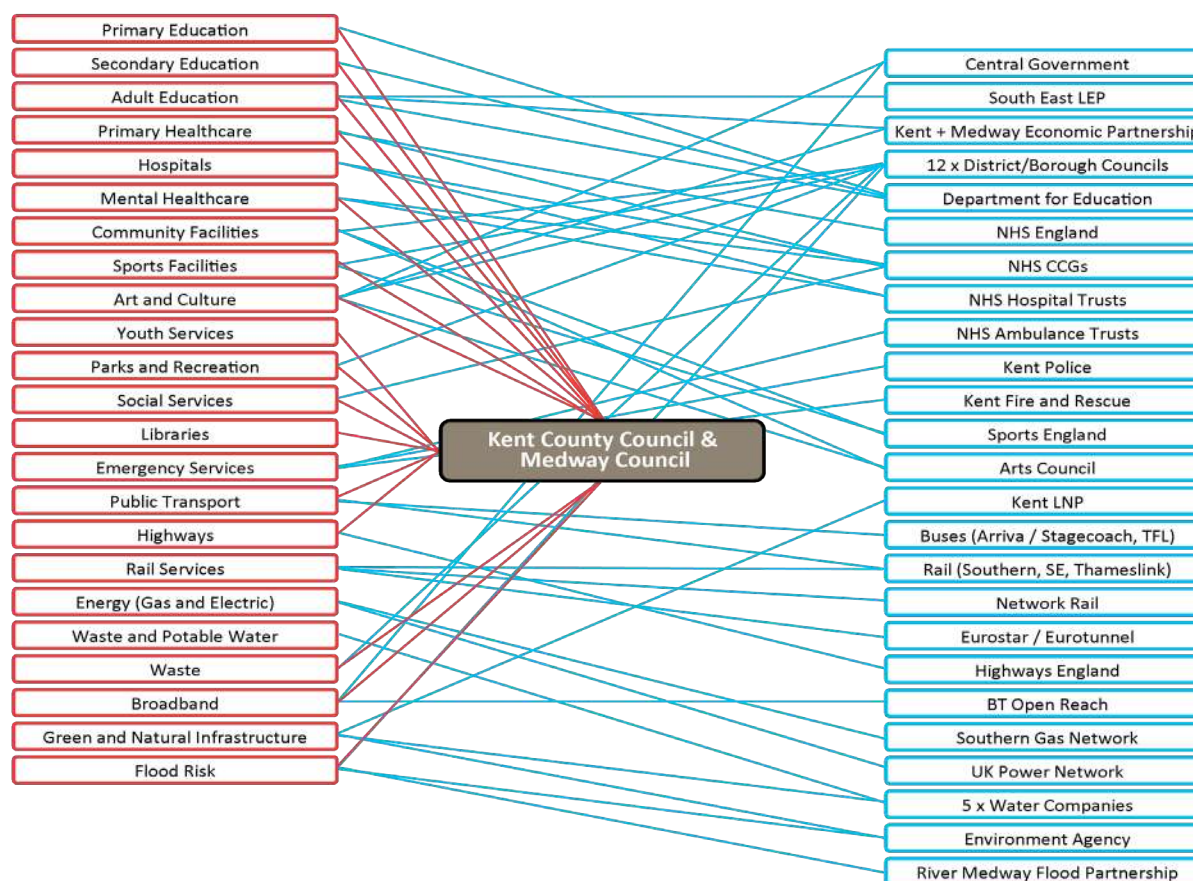 Primary Education
Secondary Education
Adult Education
Primary Healthcare
Hospitals
Mental Healthcare
Community Facilities
Sports Facilities
Art and Culture
Youth Services
Parks and Recreation
Social Services
Libraries
Emergency Services
Public Transport
Highways
Rail Services
Energy (Gas and Electric)
Waste and Potable Water
Waste
Broadband
Green and Natural Infrastructure
Flood Risk
Kent County Council &
Medway Council
Central Government
South East LEP
Kent + Medway Economic Partnership
12 x District/Borough Councils
Department for Education
NHS England
NHS CCGs
NHS Hospital Trusts
NHS Ambulance Trusts
Kent Police
Kent Fire and Rescue
Sports England
Arts Council
Kent LNP
Buses (Arriva / Stagecoach, TFL)
Rail (Southern, SE, Thameslink)
Network Rail
Eurostar / Eurotunnel
Highways England
BT Open Reach
Southern Gas Network
UK Power Network
5 x Water Companies
Environment Agency
River Medway Flood Partnership